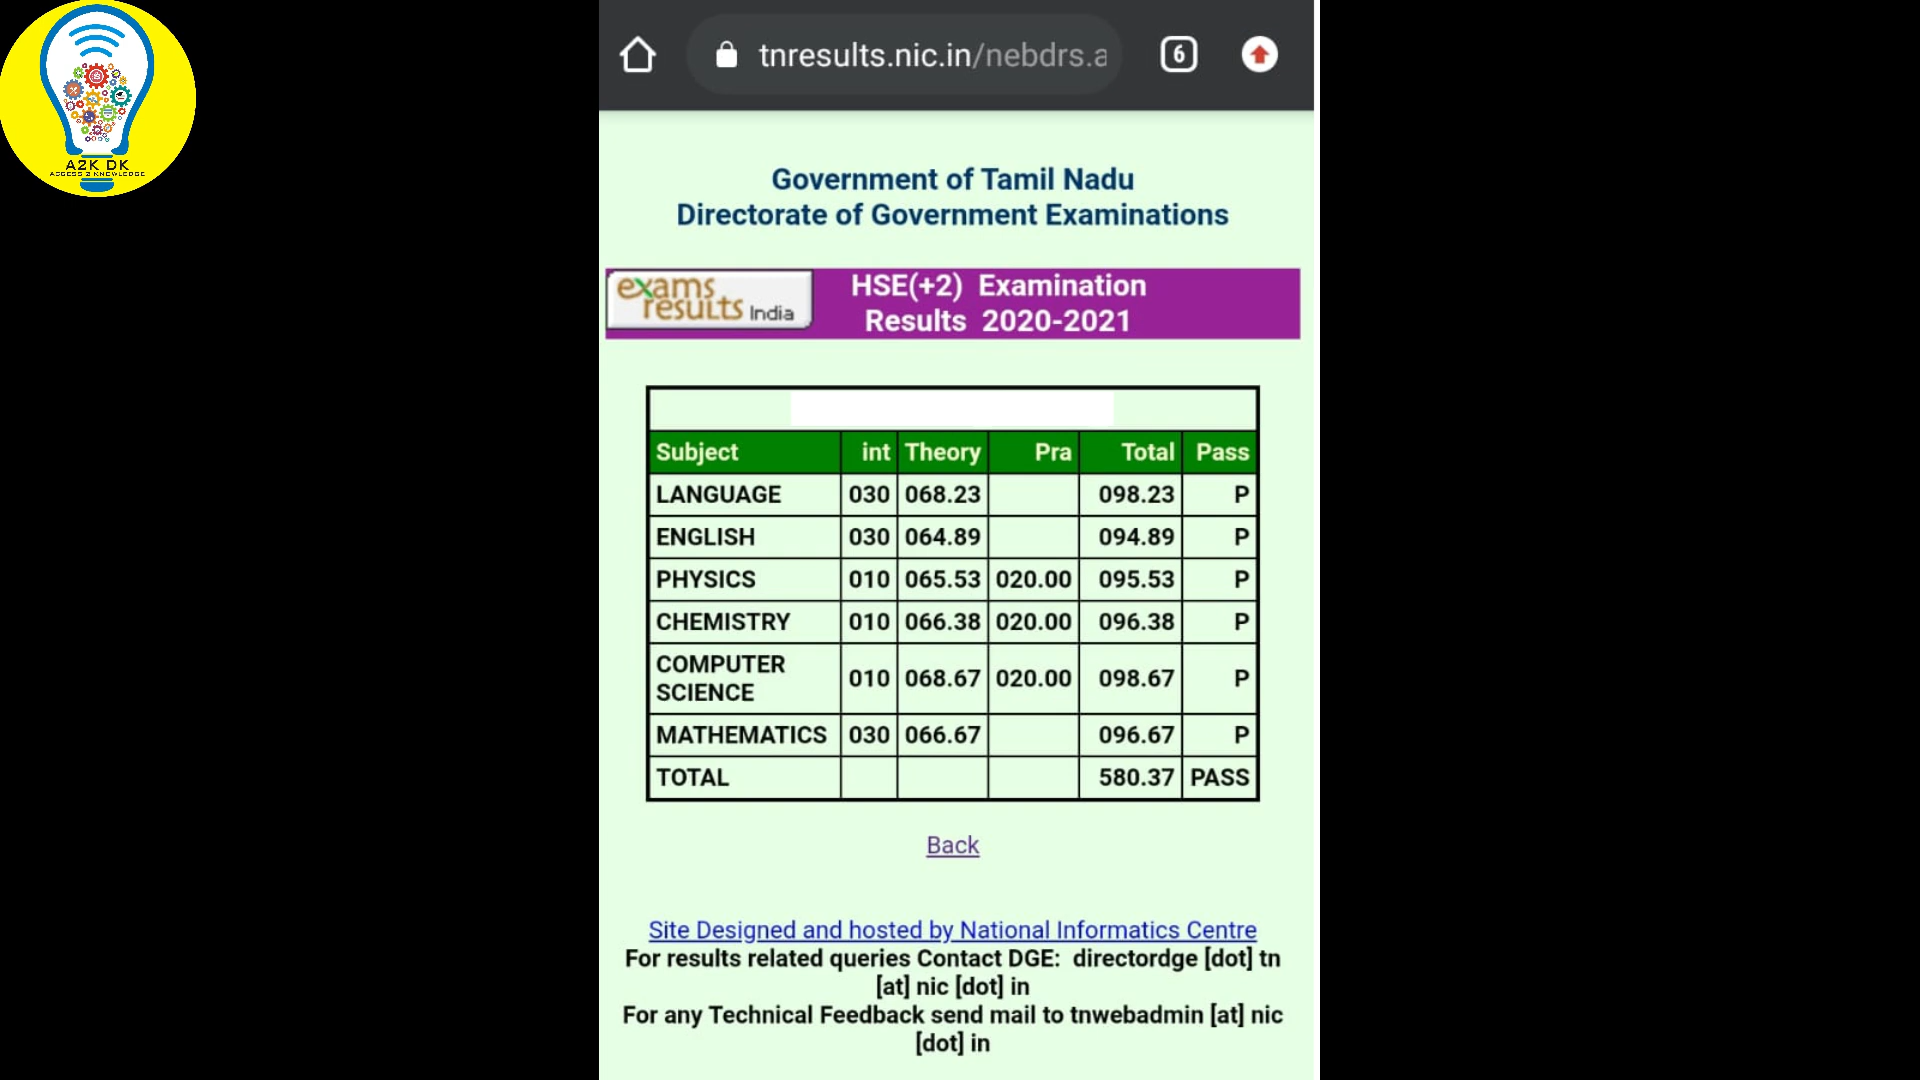 A2K DK
ACCESS 2 KNOWLEDGE
tnresults.nic.in/nebdrs.a
6
Government of Tamil Nadu
Directorate of Government Examinations
exams results India
HSE(+2) Examination
Results 2020-2021
Subject int Theory Pra Total Pass
LANGUAGE 030 068.23 098.23 P
ENGLISH 030 064.89 094.89 P
PHYSICS 010 065.53 020.00 095.53 P
CHEMISTRY 010 066.38 020.00 096.38 P
COMPUTER
SCIENCE 010 068.67 020.00 098.67 P
MATHEMATICS 030 066.67 096.67 P
TOTAL 580.37 PASS
Back
Site Designed and hosted by National Informatics Centre
For results related queries Contact DGE: directordge [dot] tn
[at] nic [dot] in
For any Technical Feedback send mail to tnwebadmin [at] nic
[dot] in